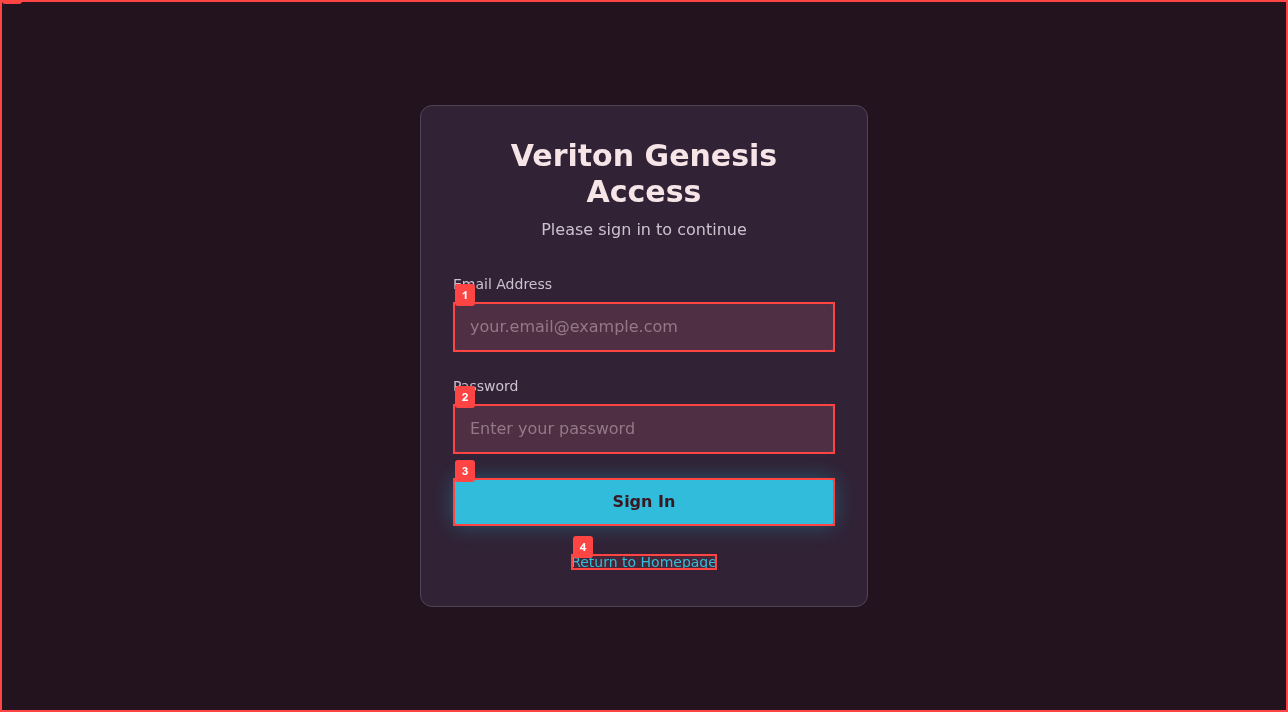 Veriton Genesis
Access
Please sign in to continue
Email Address
1
your.email@example.com
Password
2
Enter your password
3
Sign In
4
Return to Homepage